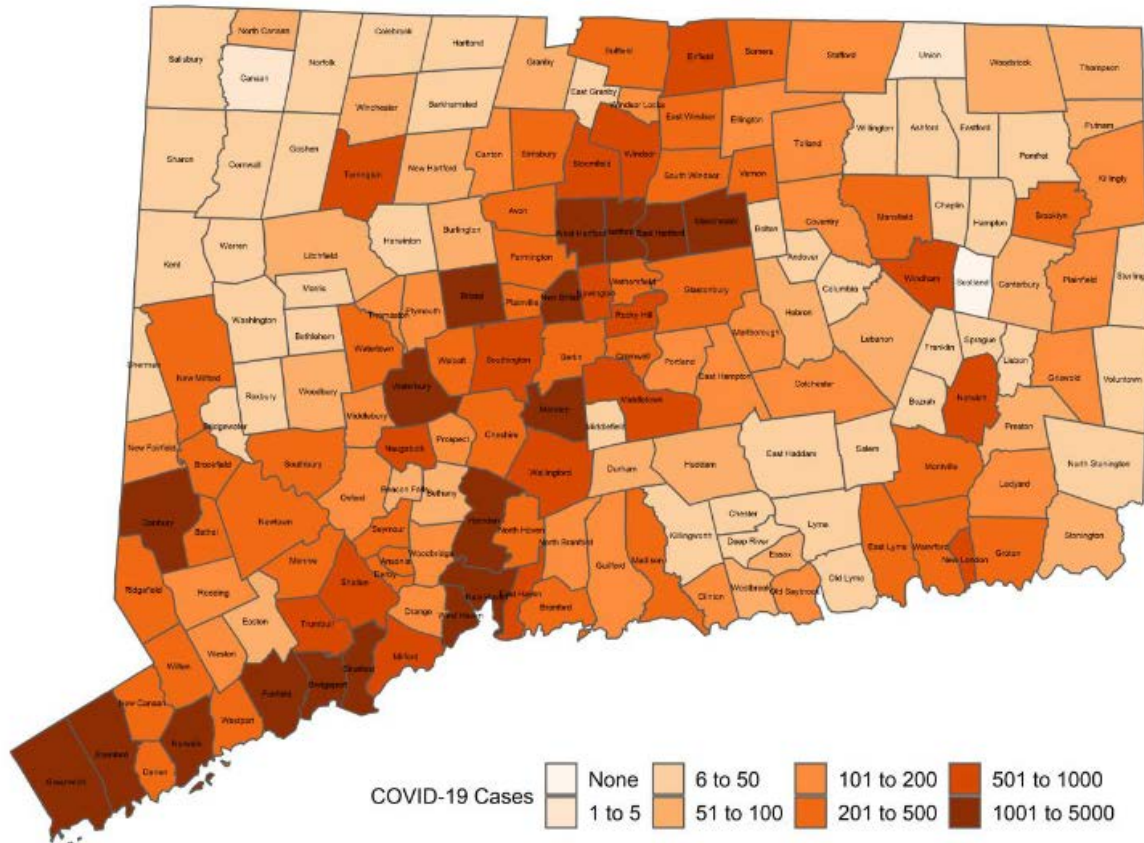 North Canaan
Colebrook
Hartland
Salisbury
Norfolk
Canaan
Granby
Suffield
Enfield
Somers
Stafford
Union
Woodstock
Thompson
East Granby
Windsor Locks
Winchester
Barkhamsted
East Windsor
Ellington
Willington
Ashford
Eastford
Putnam
Pomfret
Sharon
Cornwall
Goshen
Torrington
New Hartford
Canton
Simsbury
Bloomfield
Windsor
South Windsor
Vernon
Tolland
Killingly
Chaplin
Hampton
Brooklyn
Mansfield
Coventry
Avon
West Hartford
East Hartford
Manchester
Bolton
Andover
Kent
Warren
Litchfield
Harwinton
Burlington
Farmington
Windham
Scotland
Canterbury
Plainfield
Columbia
Morris
Bristol
Plainville
New Britain
Wethersfield
Glastonbury
Rocky Hill
Hebron
Washington
Bethlehem
Thomaston
Plymouth
Lebanon
Franklin
Sprague
Lisbon
Sherman
New Milford
Watertown
Wolcott
Southington
Berlin
Cromwell
Portland
Marlborough
East Hampton
Colchester
Griswold
Voluntown
Roxbury
Woodbury
Waterbury
Bozrah
Norwich
Bridgewater
Middlebury
Meriden
Middletown
Middlefield
Preston
New Fairfield
Brookfield
Southbury
Naugatuck
Prospect
Cheshire
Wallingford
Durham
Haddam
East Haddam
Salem
Montville
North Stonington
Ledyard
Danbury
Bethel
Newtown
Oxford
Beacon Falls
Bethany
Hamden
North Haven
North Branford
Killingworth
Chester
Deep River
Lyme
Essex
Stonington
Seymour
Woodbridge
Ansonia
Derby
Monroe
Guilford
Madison
Clinton
Westbrook
Old Saybrook
Old Lyme
East Lyme
Waterford
New London
Groton
Ridgefield
Redding
Shelton
Orange
West Haven
East Haven
Branford
Easton
Trumbull
Milford
Weston
Wilton
New Canaan
Westport
Fairfield
Bridgeport
Stratford
Greenwich
Stamford
Darien
Norwalk
COVID-19 Cases
None
6 to 50
101 to 200
501 to 1000
1 to 5
51 to 100
201 to 500
1001 to 5000